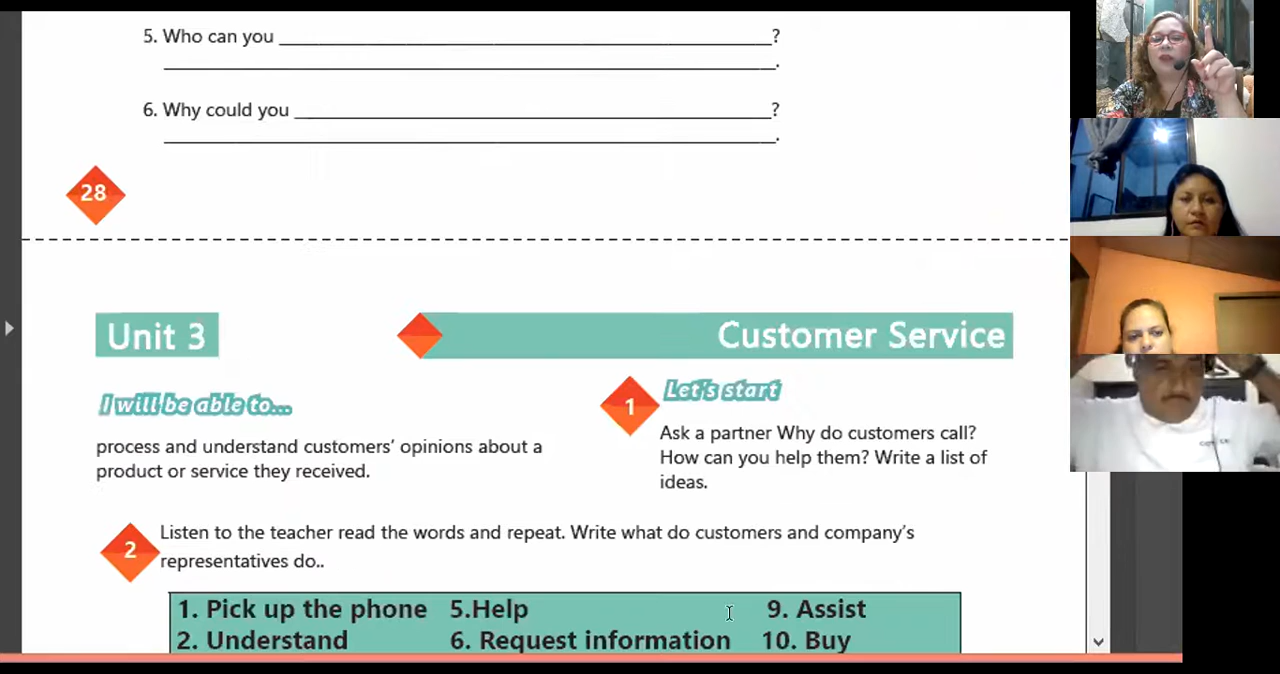 5. Who can you ______________________________?
______________________________.
6. Why could you ______________________________?
______________________________.
28
Unit 3
Customer Service
I will be able to...
process and understand customers' opinions about a
product or service they received.
1
Let's start
Ask a partner Why do customers call?
How can you help them? Write a list of
ideas.
2
Listen to the teacher read the words and repeat. Write what do customers and company's
representatives do..
1. Pick up the phone 5.Help 9. Assist
2. Understand 6. Request information 10. Buy